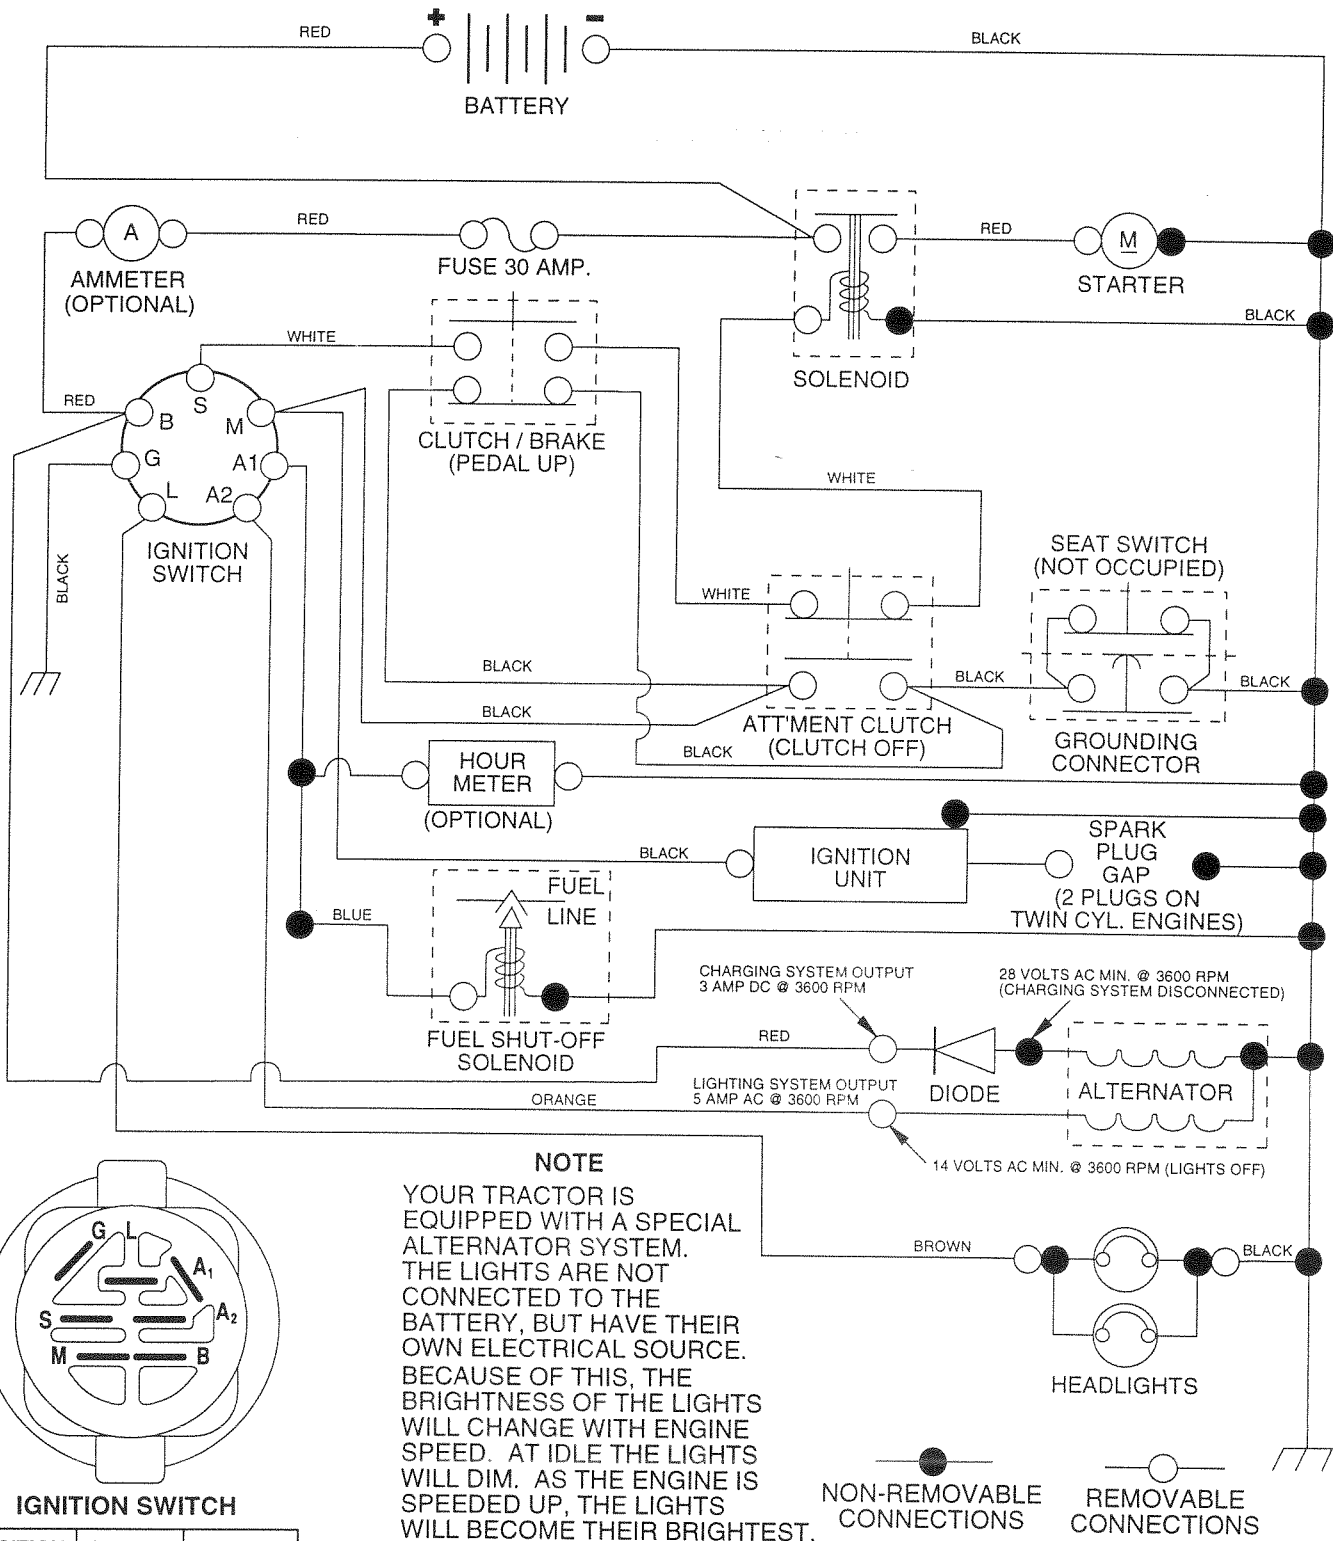 + -
RED
BLACK
BATTERY
A
RED
RED
M
AMMETER
(OPTIONAL)
FUSE 30 AMP.
STARTER
WHITE
BLACK
SOLENOID
RED
S
B
M
G
A1
L
A2
CLUTCH / BRAKE
(PEDAL UP)
WHITE
IGNITION
SWITCH
BLACK
SEAT SWITCH
(NOT OCCUPIED)
WHITE
BLACK
BLACK
BLACK
BLACK
BLACK
ATT'MENT CLUTCH
(CLUTCH OFF)
GROUNDING
CONNECTOR
HOUR
METER
(OPTIONAL)
BLACK
IGNITION
UNIT
SPARK
PLUG
GAP
(2 PLUGS ON
TWIN CYL. ENGINES)
FUEL
LINE
BLUE
FUEL SHUT-OFF
SOLENOID
CHARGING SYSTEM OUTPUT
3 AMP DC @ 3600 RPM
28 VOLTS AC MIN. @ 3600 RPM
(CHARGING SYSTEM DISCONNECTED)
RED
DIODE
ALTERNATOR
LIGHTING SYSTEM OUTPUT
5 AMP AC @ 3600 RPM
ORANGE
14 VOLTS AC MIN. @ 3600 RPM (LIGHTS OFF)
BROWN
BLACK
HEADLIGHTS
NOTE
YOUR TRACTOR IS
EQUIPPED WITH A SPECIAL
ALTERNATOR SYSTEM.
THE LIGHTS ARE NOT
CONNECTED TO THE
BATTERY, BUT HAVE THEIR
OWN ELECTRICAL SOURCE.
BECAUSE OF THIS, THE
BRIGHTNESS OF THE LIGHTS
WILL CHANGE WITH ENGINE
SPEED. AT IDLE THE LIGHTS
WILL DIM. AS THE ENGINE IS
SPEEDED UP, THE LIGHTS
WILL BECOME THEIR BRIGHTEST.
G L
A1
A2
S
M B
IGNITION SWITCH
NON-REMOVABLE
CONNECTIONS
REMOVABLE
CONNECTIONS